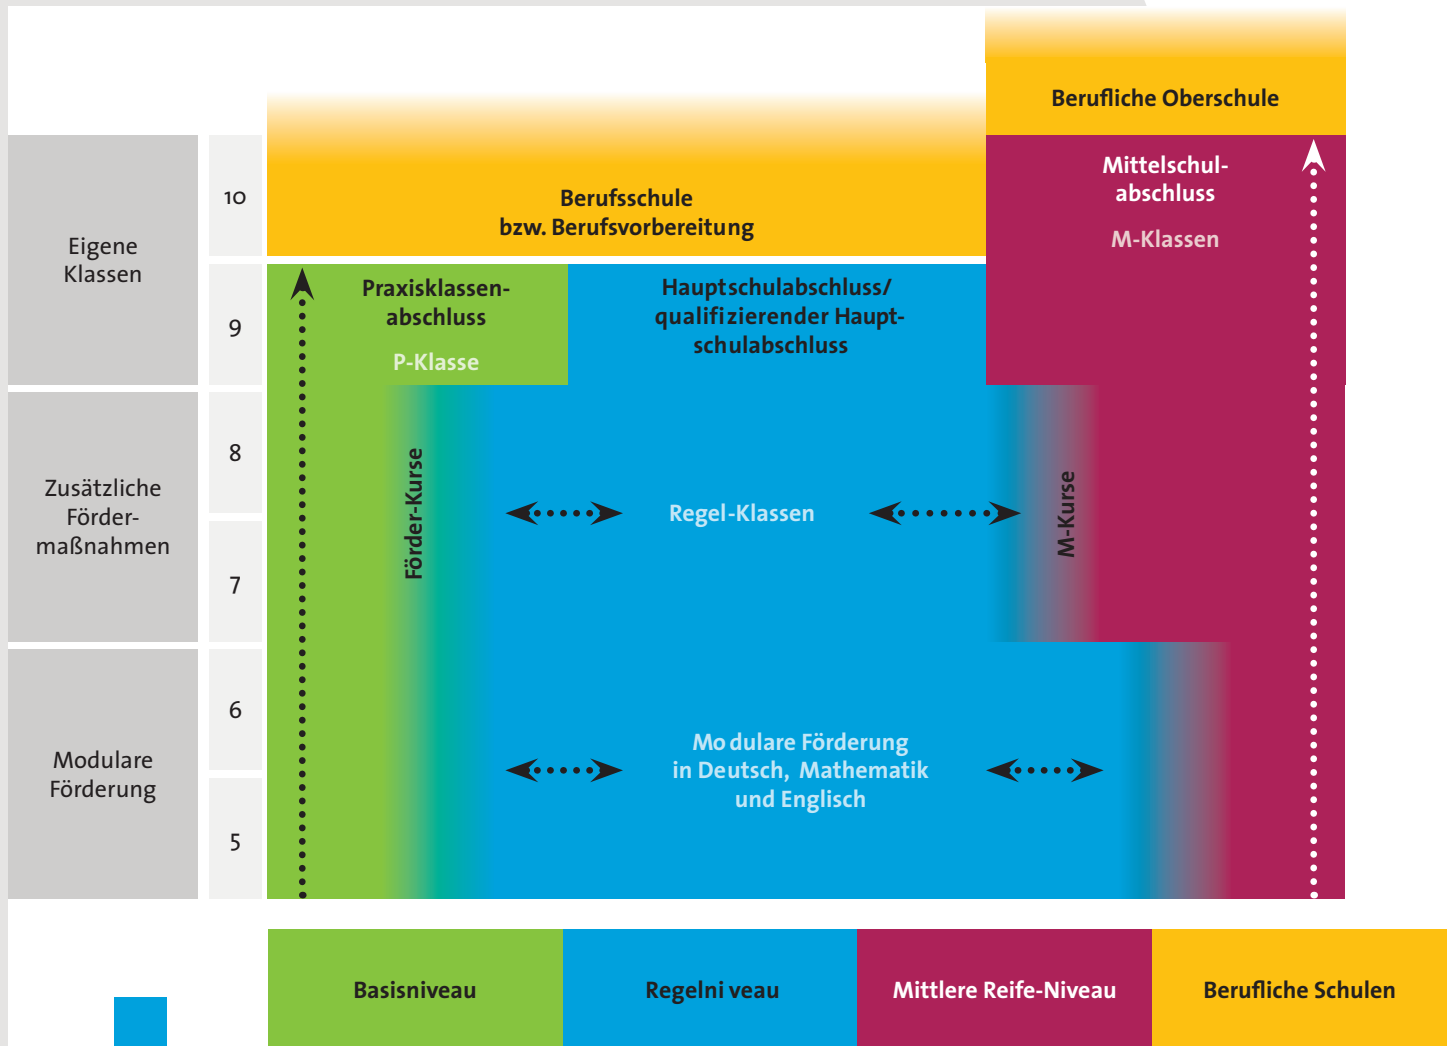 Berufliche Oberschule
Mittelschul-
abschluss
M-Klassen
10
Berufsschule
bzw. Berufsvorbereitung
Eigene
Klassen
9
Praxisklassen-
abschluss
P-Klasse
Hauptschulabschluss/
qualifizierender Haupt-
schulabschluss
8
Zusätzliche
Förder-
maßnahmen
7
Förder-Kurse
Regel-Klassen
M-Kurse
6
Modulare
Förderung
5
Mo dulare Förderung
in Deutsch, Mathematik
und Englisch
Basisniveau
Regelni veau
Mittlere Reife-Niveau
Berufliche Schulen